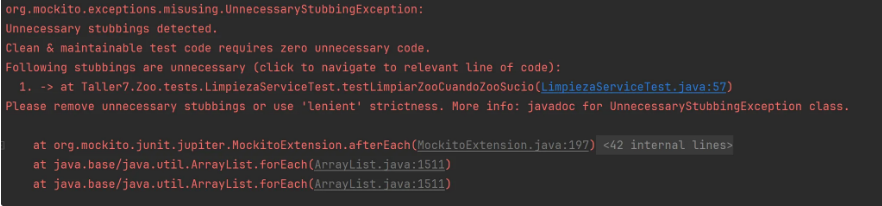 org.mockito.exceptions.misusing.UnnecessaryStubbingException:
Unnecessary stubbings detected.
Clean & maintainable test code requires zero unnecessary code.
Following stubbings are unnecessary (click to navigate to relevant line of code):
  1. -> at Taller7.Zoo.tests.LimpiezaServiceTest.testLimpiarZooCuandoZooSucio(LimpiezaServiceTest.java:57)
Please remove unnecessary stubbings or use 'lenient' strictness. More info: javadoc for UnnecessaryStubbingException class.
at org.mockito.junit.jupiter.MockitoExtension.afterEach(MockitoExtension.java:197) <42 internal lines>
at java.base/java.util.ArrayList.forEach(ArrayList.java:1511)
at java.base/java.util.ArrayList.forEach(ArrayList.java:1511)